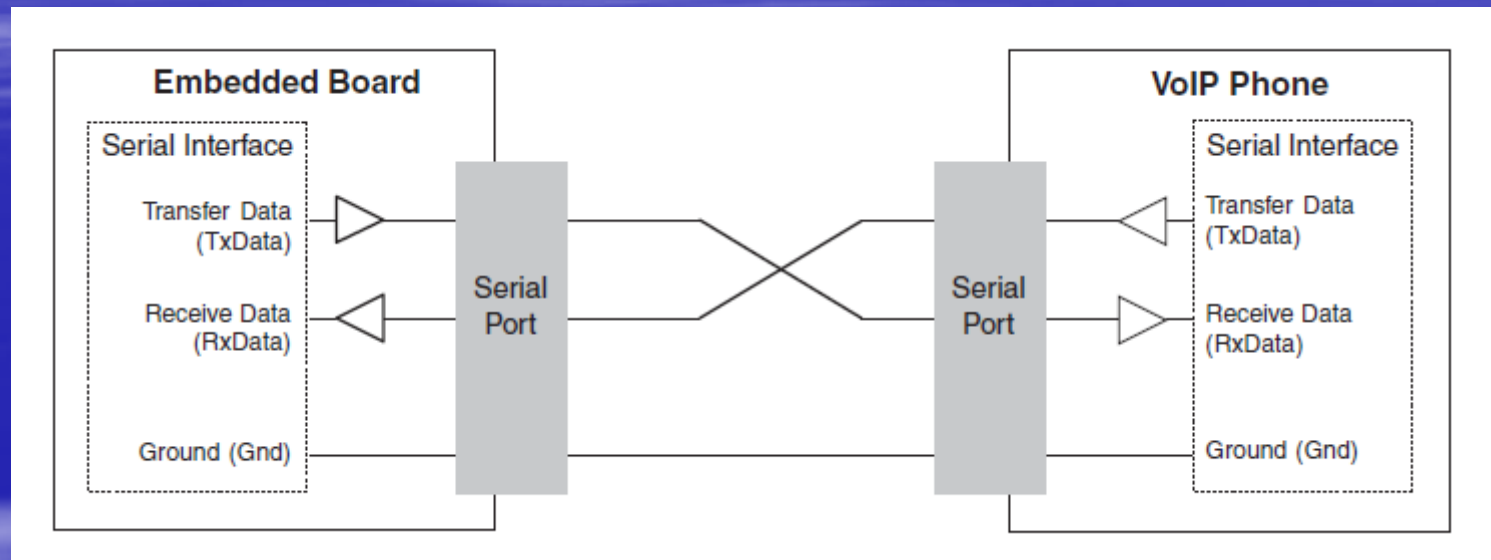 Embedded Board
Serial Interface
Transfer Data
(TxData)
Receive Data
(RxData)
Ground (Gnd)
Serial
Port
Serial
Port
VoIP Phone
Serial Interface
Transfer Data
(TxData)
Receive Data
(RxData)
Ground (Gnd)